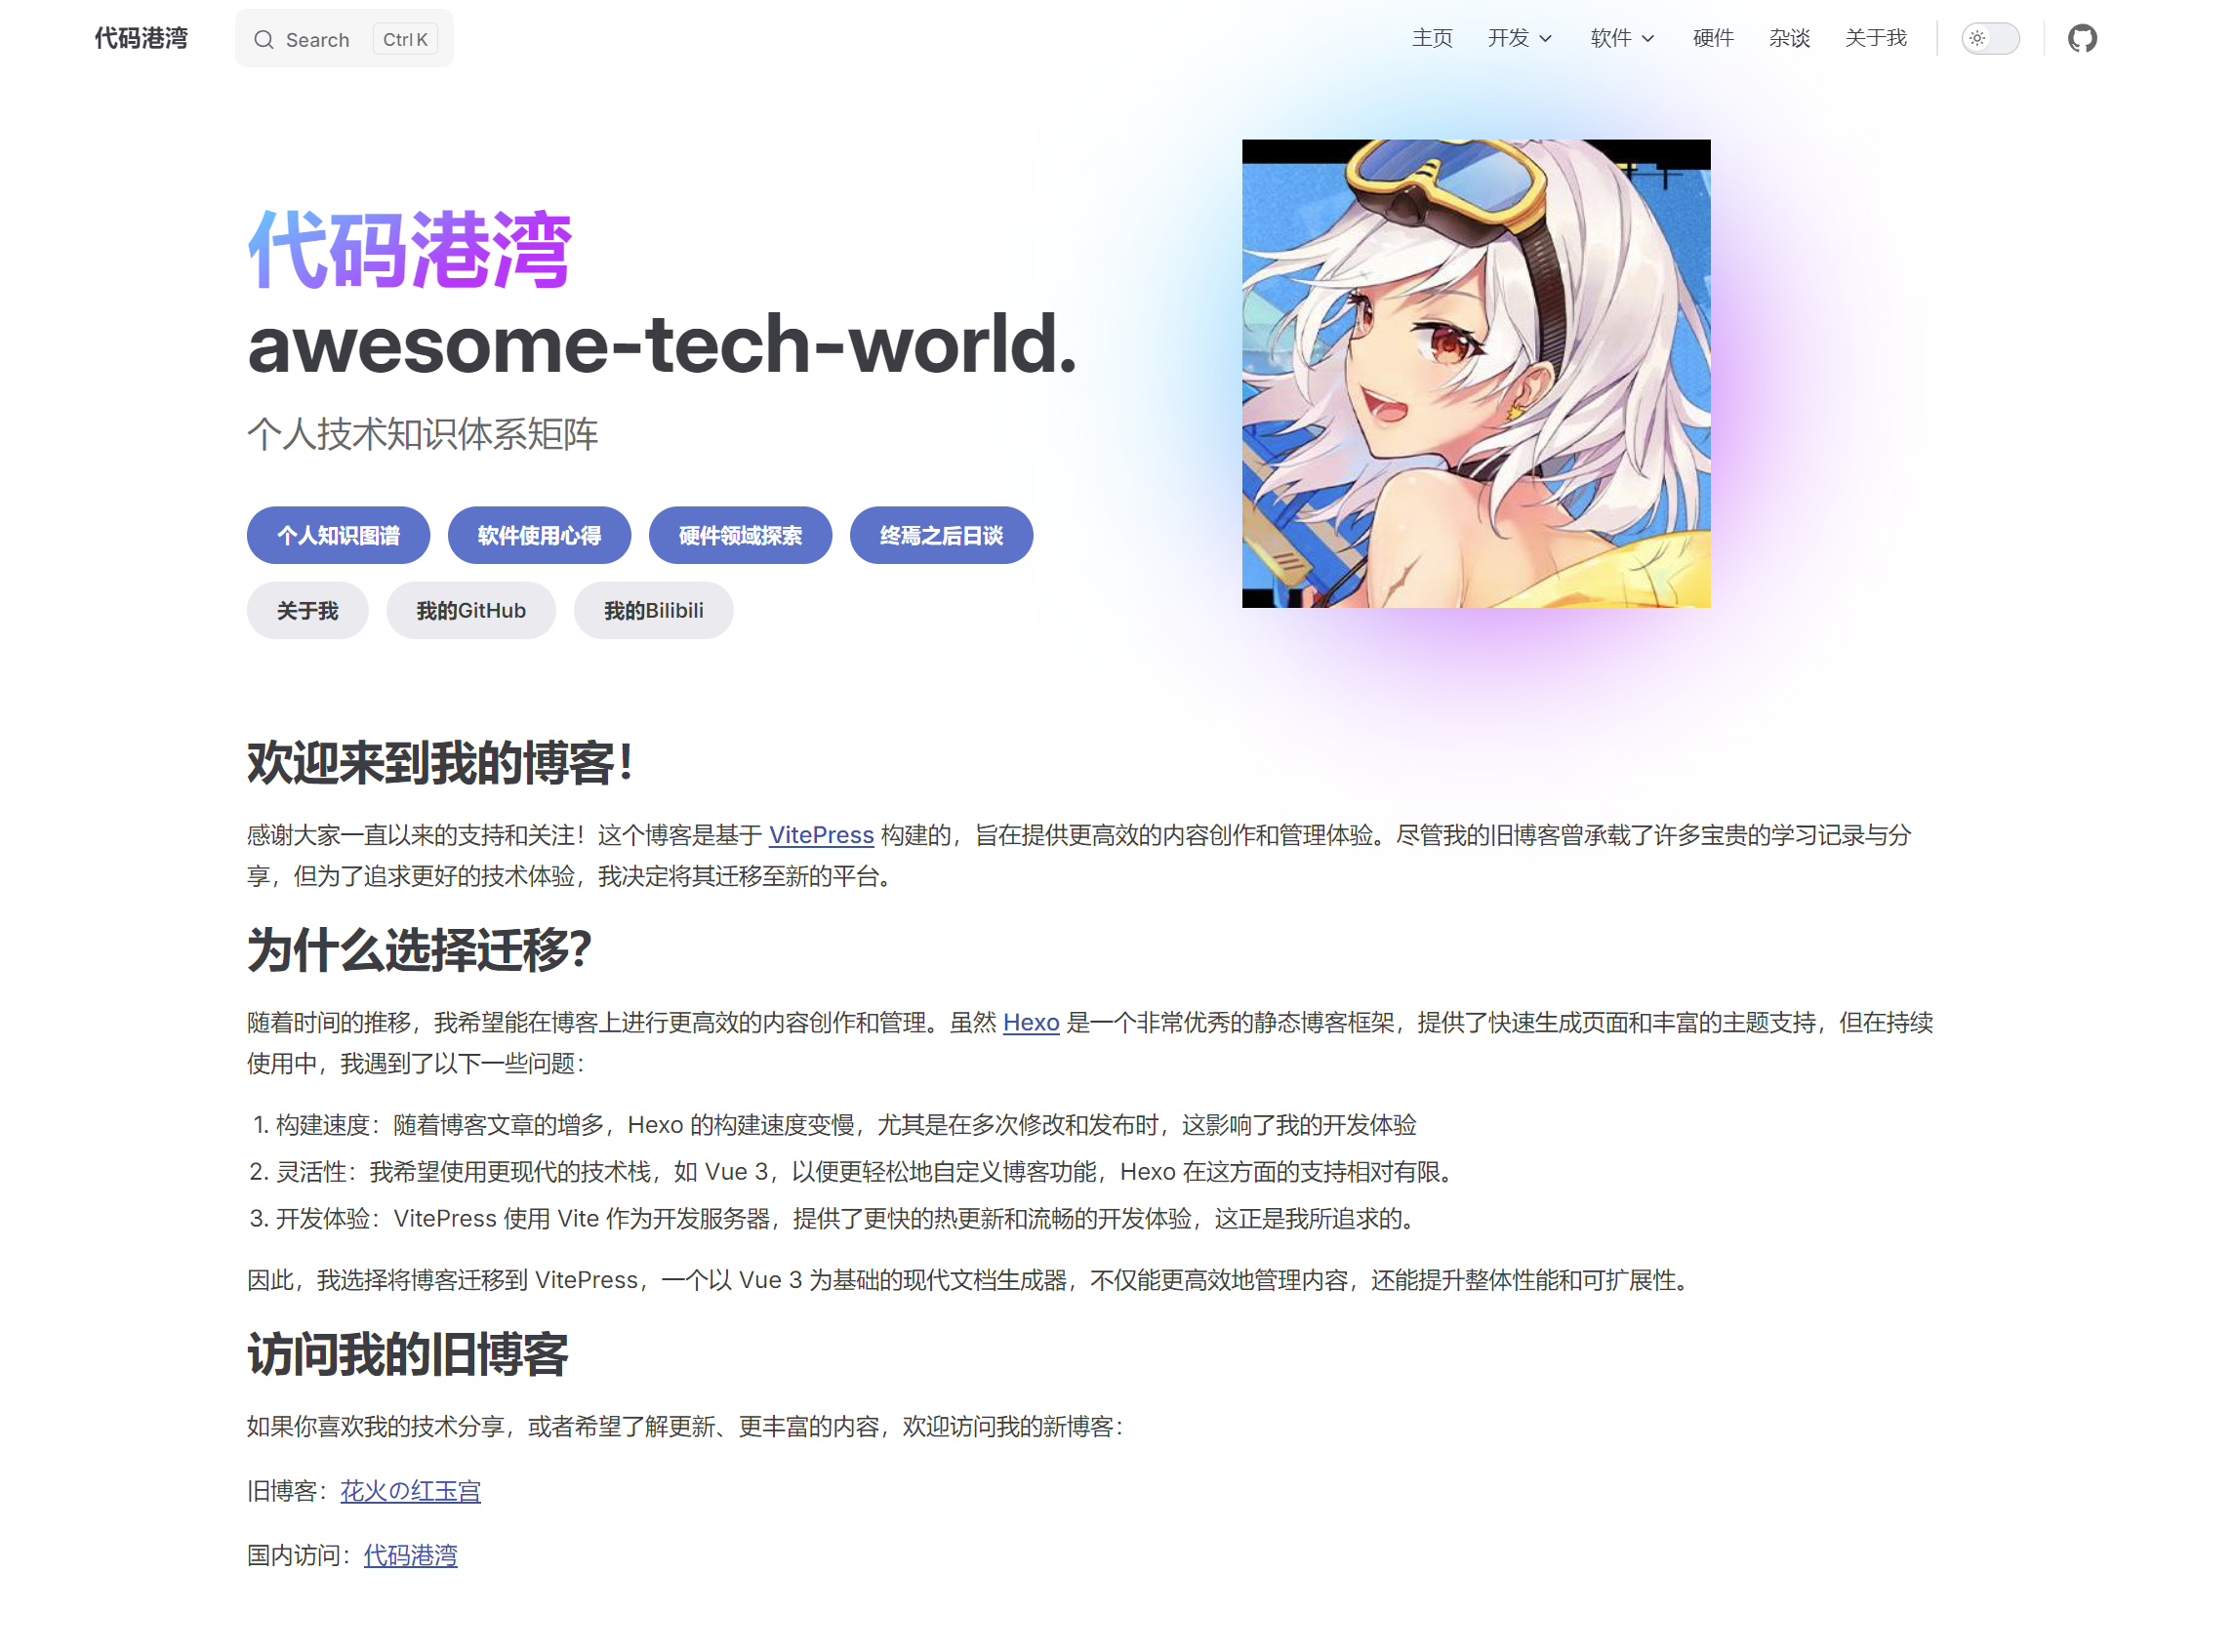 代码港湾
Search Ctrl K
主页 开发 软件 硬件 杂谈 关于我
代码港湾
awesome-tech-world.
个人技术知识体系矩阵
个人知识图谱 软件使用心得 硬件领域探索 终焉之后日谈
关于我 我的GitHub 我的Bilibili
欢迎来到我的博客！
感谢大家一直以来的支持和关注！这个博客是基于 VitePress 构建的，旨在提供更高效的内容创作和管理体验。尽管我的旧博客曾承载了许多宝贵的学习记录与分
享，但为了追求更好的技术体验，我决定将其迁移至新的平台。
为什么选择迁移？
随着时间的推移，我希望能在博客上进行更高效的内容创作和管理。虽然 Hexo 是一个非常优秀的静态博客框架，提供了快速生成页面和丰富的主题支持，但在持续
使用中，我遇到了以下一些问题：
1. 构建速度：随着博客文章的增多，Hexo 的构建速度变慢，尤其是在多次修改和发布时，这影响了我的开发体验
2. 灵活性：我希望使用更现代的技术栈，如 Vue 3，以便更轻松地自定义博客功能，Hexo 在这方面的支持相对有限。
3. 开发体验：VitePress 使用 Vite 作为开发服务器，提供了更快的热更新和流畅的开发体验，这正是我所追求的。
因此，我选择将博客迁移到 VitePress，一个以 Vue 3 为基础的现代文档生成器，不仅能更高效地管理内容，还能提升整体性能和可扩展性。
访问我的旧博客
如果你喜欢我的技术分享，或者希望了解更新、更丰富的内容，欢迎访问我的新博客：
旧博客：花火の红玉宫
国内访问：代码港湾